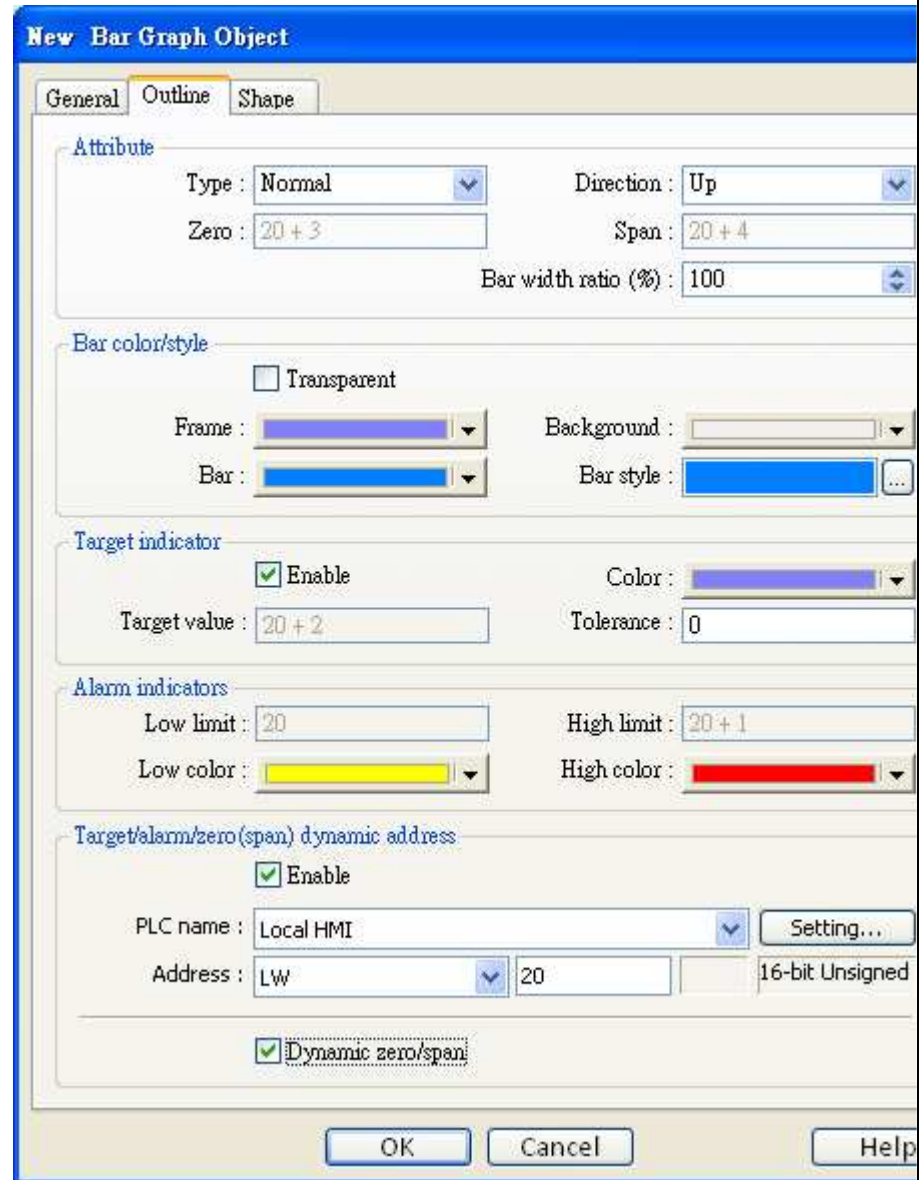 New Bar Graph Object
General Outline Shape
Attribute
Type : Normal Direction : Up
Zero : 20 + 3 Span : 20 + 4
Bar width ratio (%) : 100
Bar color/style
Transparent
Frame : Background :
Bar : Bar style : ...
Target indicator
Enable Color :
Target value : 20 + 2 Tolerance : 0
Alarm indicators
Low limit : 20 High limit : 20 + 1
Low color : High color :
Target/alarm/zero(span) dynamic address
Enable
PLC name : Local HMI Setting...
Address : LW 20 16-bit Unsigned
Dynamic zero/span
OK Cancel Help